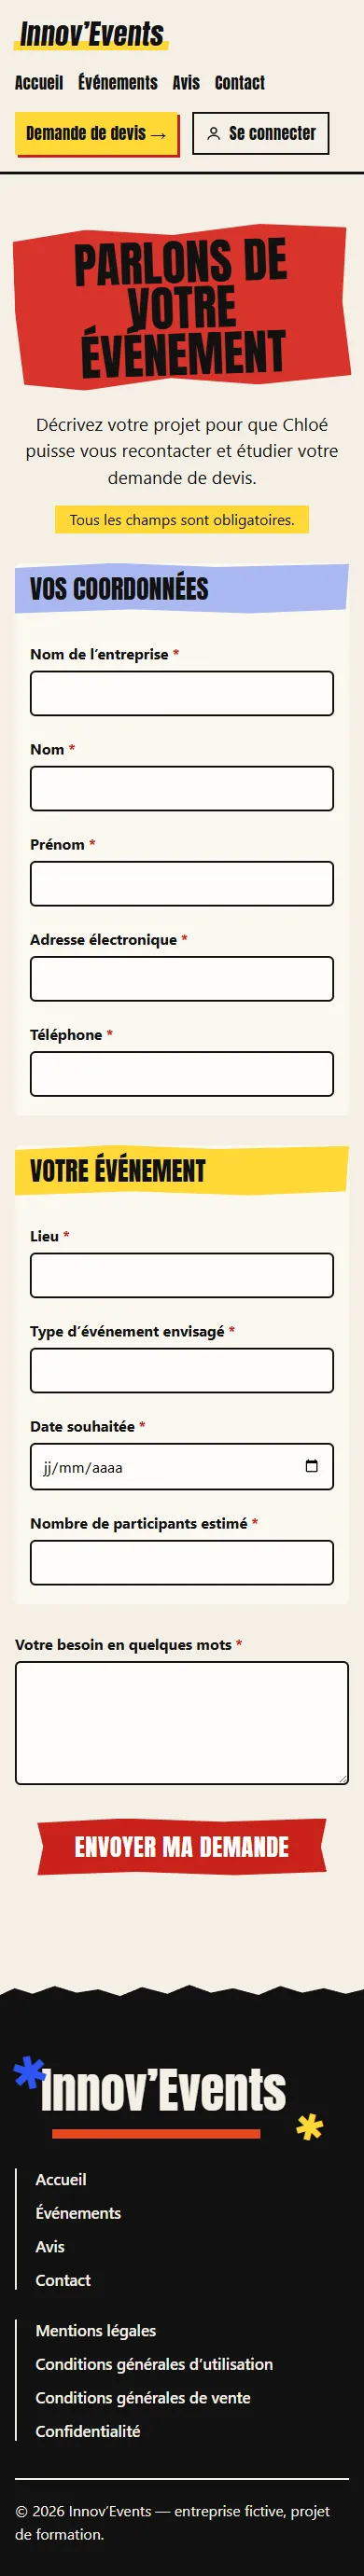 Innov’Events
Accueil Événements Avis Contact
Demande de devis → Se connecter
PARLONS DE
VOTRE
ÉVÉNEMENT
Décrivez votre projet pour que Chloé
puisse vous recontacter et étudier votre
demande de devis.
Tous les champs sont obligatoires.
VOS COORDONNÉES
Nom de l’entreprise *
Nom *
Prénom *
Adresse électronique *
Téléphone *
VOTRE ÉVÉNEMENT
Lieu *
Type d’événement envisagé *
Date souhaitée *
jj/mm/aaaa
Nombre de participants estimé *
Votre besoin en quelques mots *
ENVOYER MA DEMANDE
Innov’Events
Accueil
Événements
Avis
Contact
Mentions légales
Conditions générales d’utilisation
Conditions générales de vente
Confidentialité
© 2026 Innov’Events — entreprise fictive, projet
de formation.